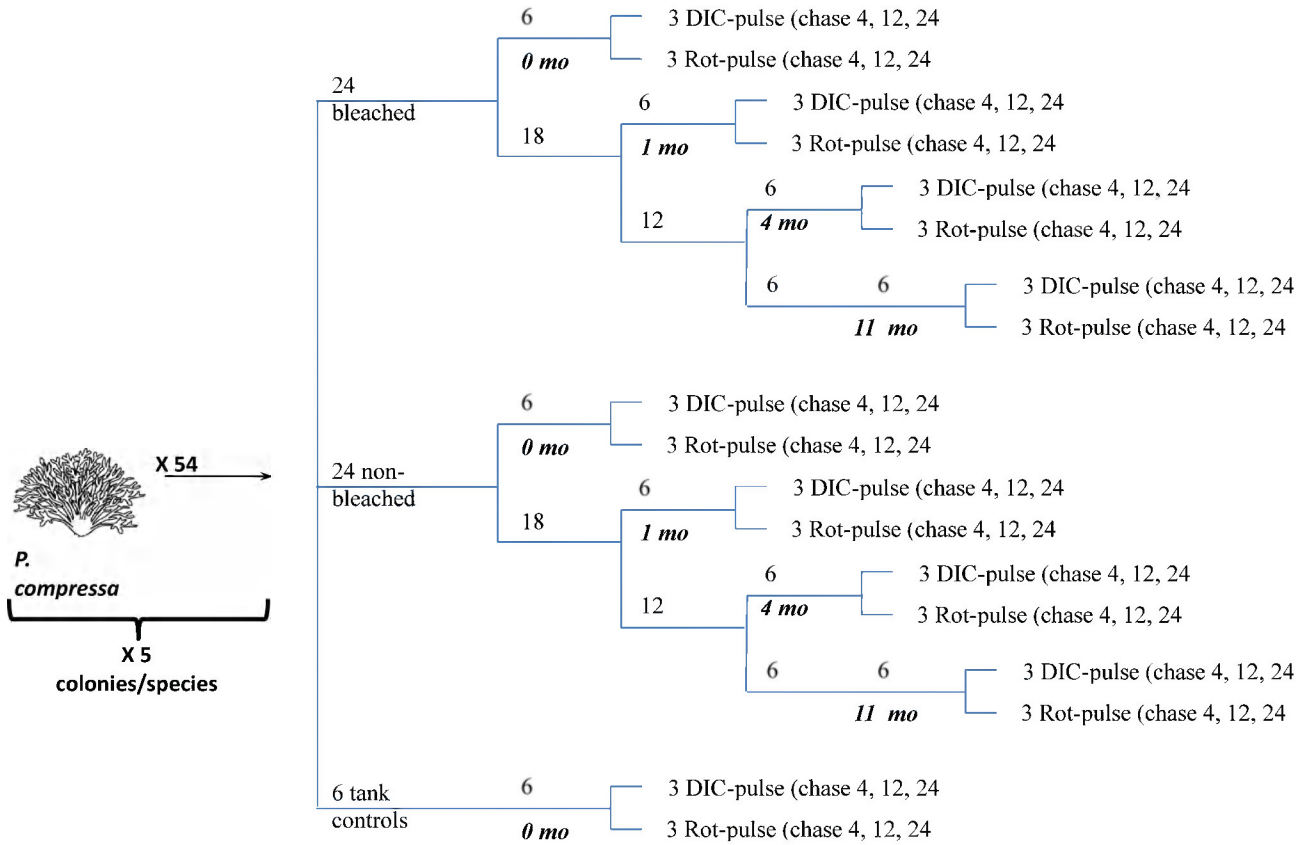 6
3 DIC-pulse (chase 4, 12, 24
0 mo
3 Rot-pulse (chase 4, 12, 24
24
bleached
6
3 DIC-pulse (chase 4, 12, 24
18
1 mo
3 Rot-pulse (chase 4, 12, 24
6
3 DIC-pulse (chase 4, 12, 24
12
4 mo
3 Rot-pulse (chase 4, 12, 24
6
6
3 DIC-pulse (chase 4, 12, 24
11 mo
3 Rot-pulse (chase 4, 12, 24
X 54
P.
compressa
X 5
colonies/species
6
3 DIC-pulse (chase 4, 12, 24
0 mo
3 Rot-pulse (chase 4, 12, 24
24 non-
bleached
6
3 DIC-pulse (chase 4, 12, 24
18
1 mo
3 Rot-pulse (chase 4, 12, 24
6
3 DIC-pulse (chase 4, 12, 24
12
4 mo
3 Rot-pulse (chase 4, 12, 24
6
6
3 DIC-pulse (chase 4, 12, 24
11 mo
3 Rot-pulse (chase 4, 12, 24
6 tank
controls
6
3 DIC-pulse (chase 4, 12, 24
0 mo
3 Rot-pulse (chase 4, 12, 24